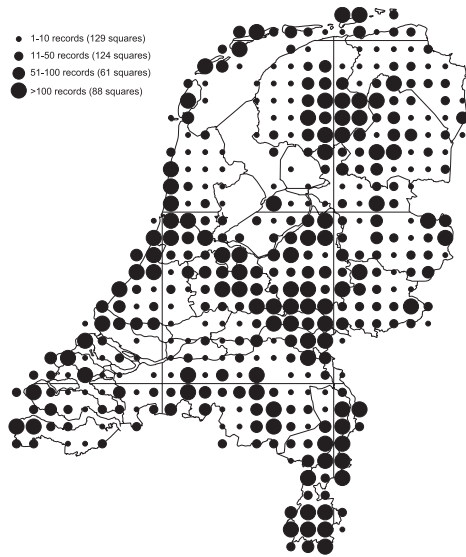 1-10 records (129 squares)
11-50 records (124 squares)
51-100 records (61 squares)
>100 records (88 squares)